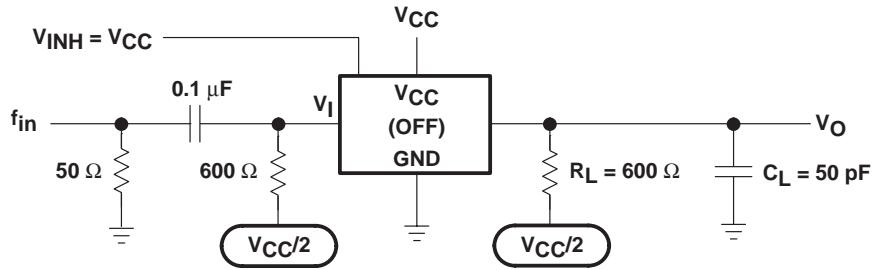 VCC
VINH = VCC
0.1 μF
VI
VCC
(OFF)
GND
fin
VO
50 Ω
600 Ω
RL = 600 Ω
CL = 50 pF
VCC/2
VCC/2